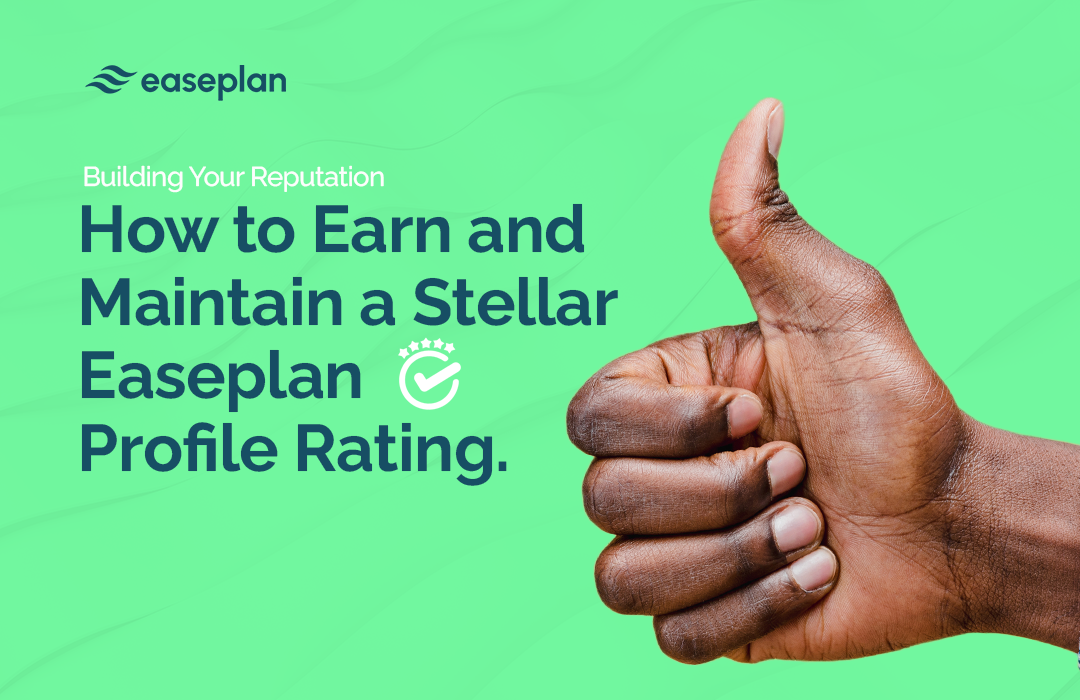 easeplan
Building Your Reputation
How to Earn and
Maintain a Stellar
Easeplan
Profile Rating.